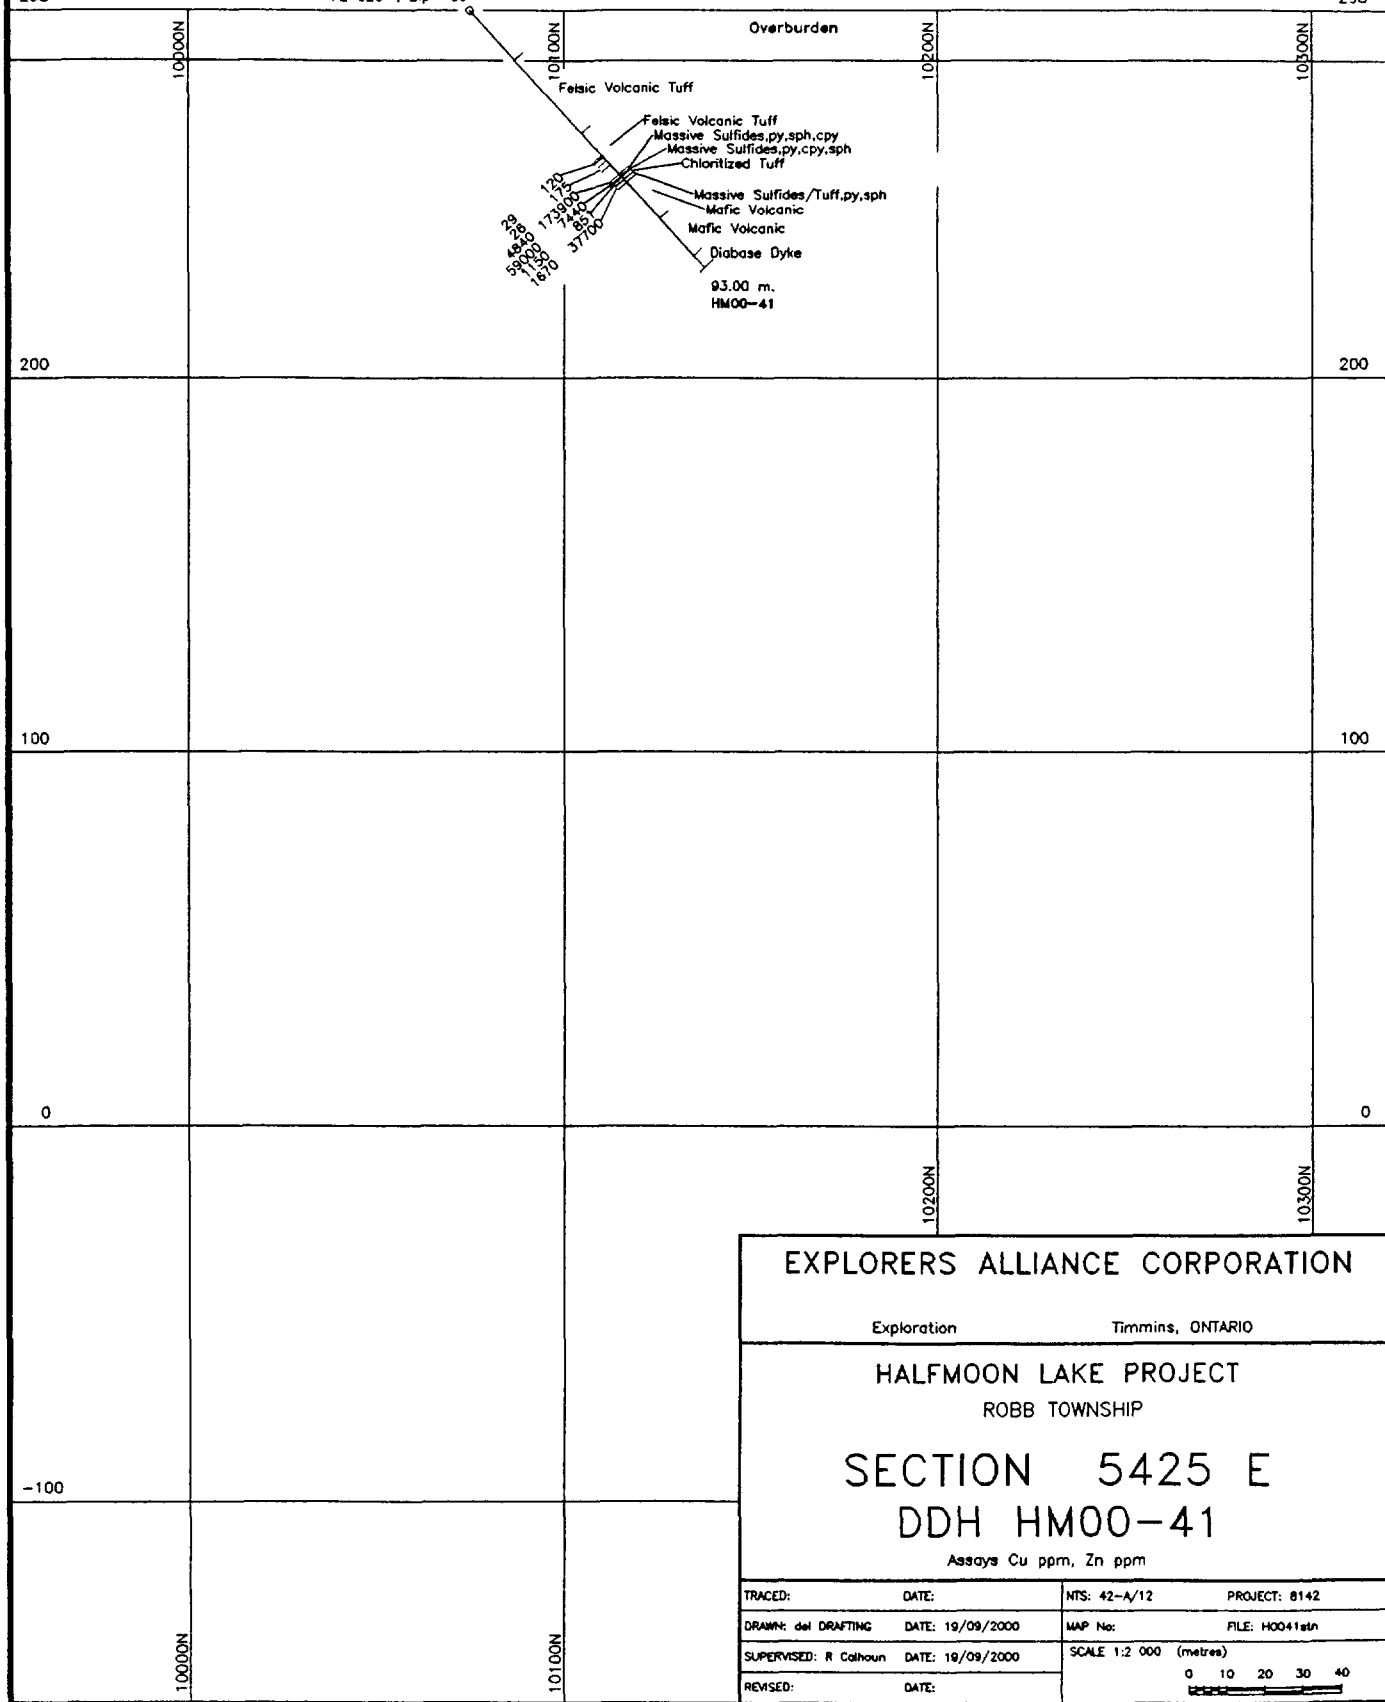 Overburden
10000N
10100N
10200N
10300N
Felsic Volcanic Tuff
Felsic Volcanic Tuff
Massive Sulfides,py,sph,cpy
Massive Sulfides,py,cpy,sph
Chloritized Tuff
Massive Sulfides/Tuff,py,sph
Mafic Volcanic
Mafic Volcanic
Diabase Dyke
93.00 m.
HM00-41
120
175
173900
7440
851
37700
29
28
4840
59000
1150
1670
200
200
100
100
0
0
-100
10000N
10100N
10200N
10300N
EXPLORERS ALLIANCE CORPORATION
Exploration Timmins, ONTARIO
HALFMOON LAKE PROJECT
ROBB TOWNSHIP
SECTION 5425 E
DDH HM00-41
Assays Cu ppm, Zn ppm
TRACED: DATE: NTS: 42-A/12 PROJECT: 8142
DRAWN: del DRAFTING DATE: 19/09/2000 MAP No: FILE: HO041stn
SUPERVISED: R Calhoun DATE: 19/09/2000 SCALE 1:2 000 (metres)
0 10 20 30 40
REVISED: DATE: